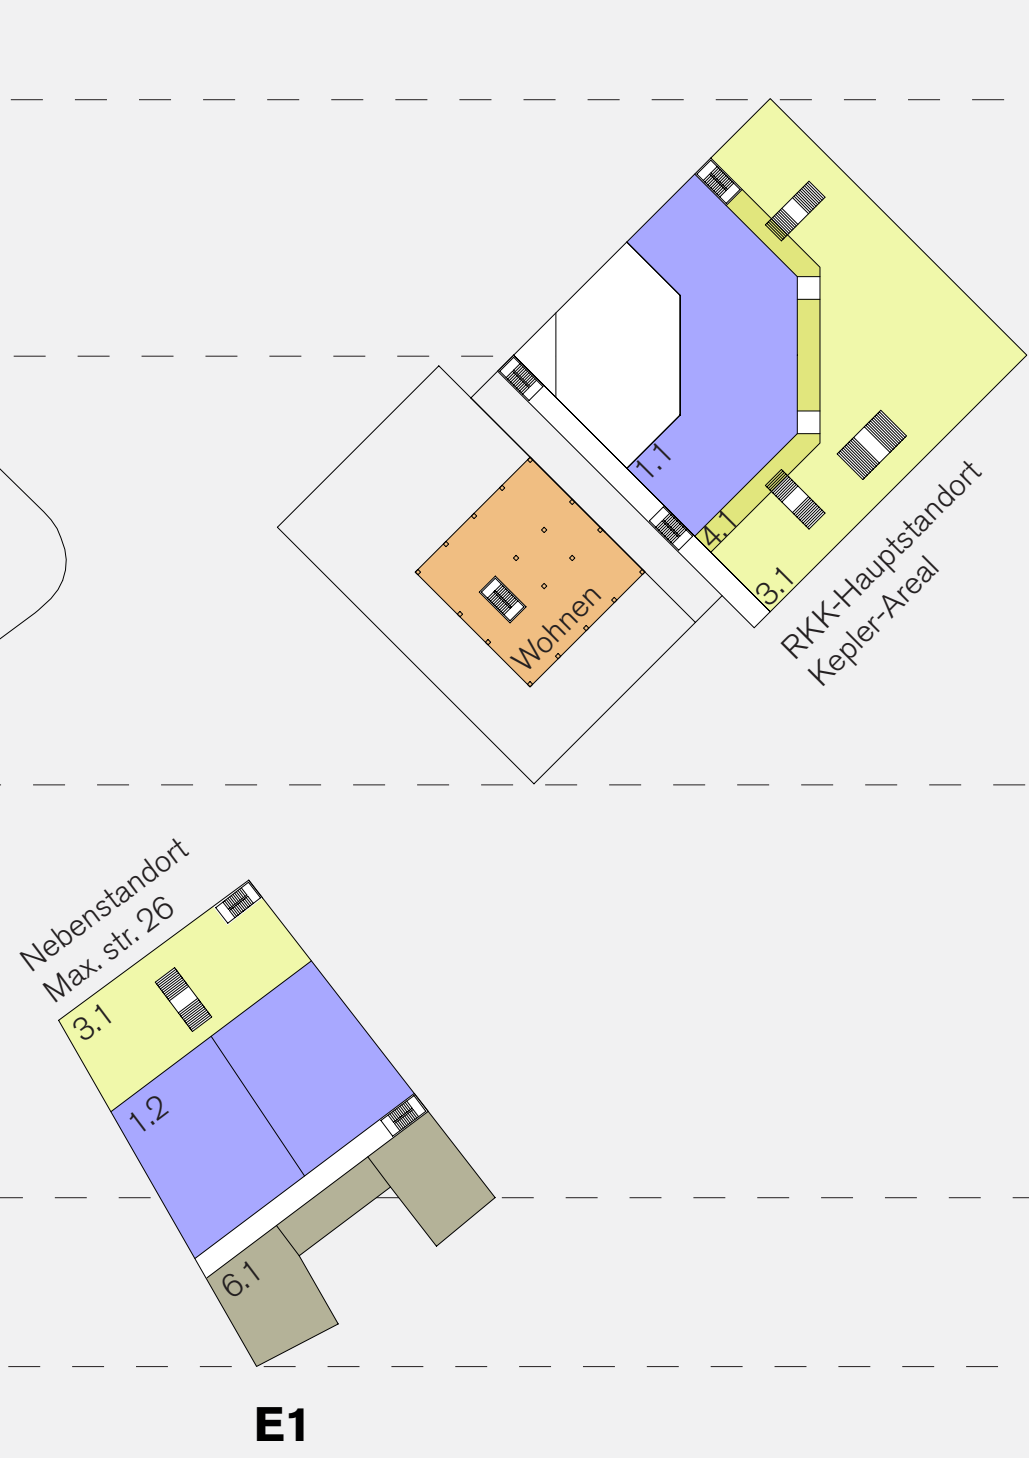 1.1
4.1
3.1
RKK-Hauptstandort
Kepler-Areal
Wohnen
Nebenstandort
Max. str. 26
3.1
1.2
6.1
E1